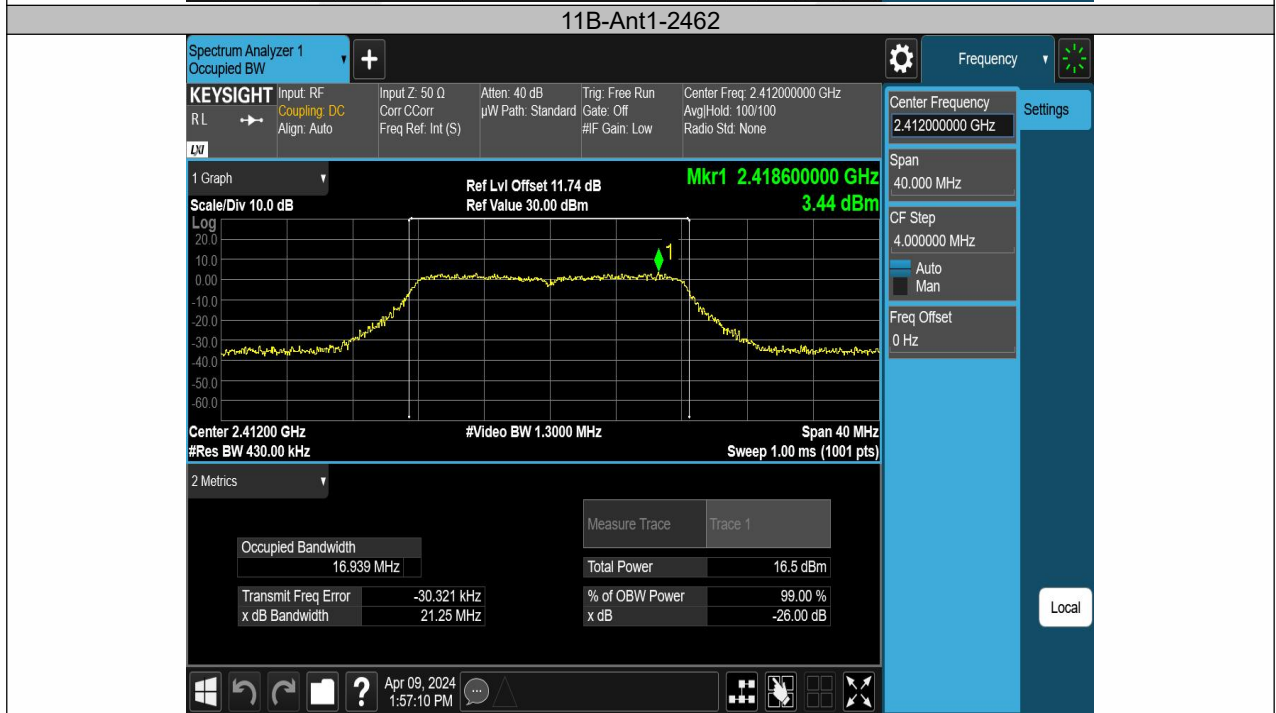 11B-Ant1-2462
Spectrum Analyzer 1
Occupied BW
+
Frequency
KEYSIGHT
R L
LXI
Input: RF
Coupling: DC
Align: Auto
Input Z: 50 Ω
Corr CCorr
Freq Ref: Int (S)
Atten: 40 dB
µW Path: Standard
Trig: Free Run
Gate: Off
#IF Gain: Low
Center Freq: 2.412000000 GHz
Avg|Hold: 100/100
Radio Std: None
Center Frequency
2.412000000 GHz
Settings
Span
40.000 MHz
CF Step
4.000000 MHz
Auto
Man
Freq Offset
0 Hz
Local
1 Graph
Scale/Div 10.0 dB
Ref Lvl Offset 11.74 dB
Ref Value 30.00 dBm
Mkr1 2.418600000 GHz
3.44 dBm
Log
20.0
10.0
0.00
-10.0
-20.0
-30.0
-40.0
-50.0
-60.0
1
Center 2.41200 GHz
#Video BW 1.3000 MHz
Span 40 MHz
#Res BW 430.00 kHz
Sweep 1.00 ms (1001 pts)
2 Metrics
Measure Trace Trace 1
Occupied Bandwidth
16.939 MHz
Total Power 16.5 dBm
Transmit Freq Error -30.321 kHz
% of OBW Power 99.00 %
x dB Bandwidth 21.25 MHz
x dB -26.00 dB
?
Apr 09, 2024
1:57:10 PM